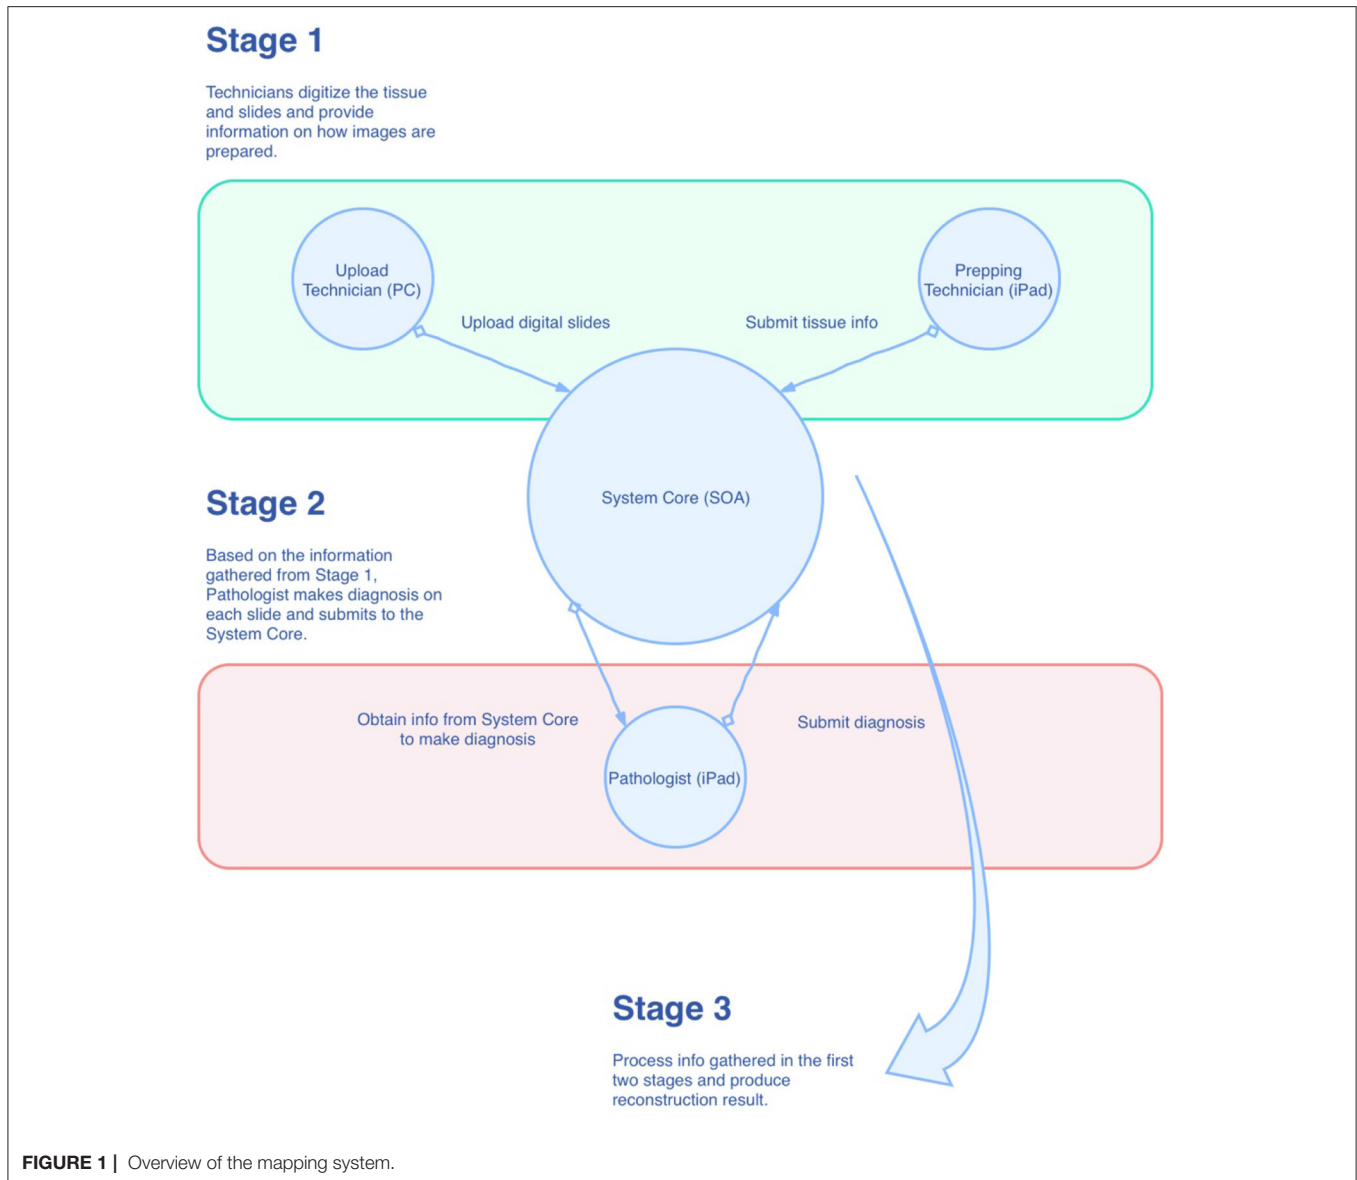 Stage 1
Technicians digitize the tissue
and slides and provide
information on how images are
prepared.
Upload
Technician (PC)
Prepping
Technician (iPad)
Upload digital slides
Submit tissue info
System Core (SOA)
Stage 2
Based on the information
gathered from Stage 1,
Pathologist makes diagnosis on
each slide and submits to the
System Core.
Obtain info from System Core
to make diagnosis
Submit diagnosis
Pathologist (iPad)
Stage 3
Process info gathered in the first
two stages and produce
reconstruction result.
FIGURE 1 | Overview of the mapping system.